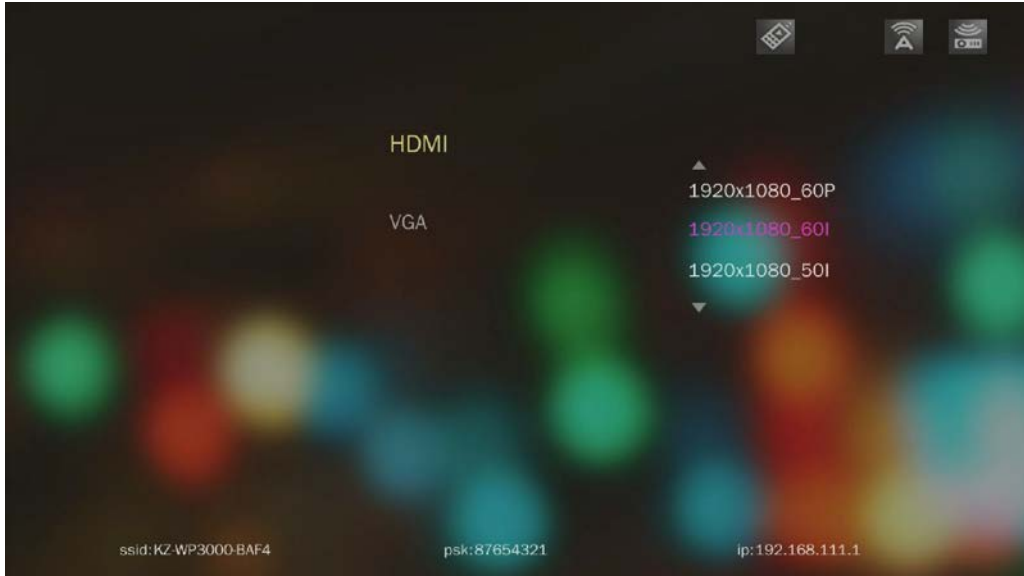 HDMI
1920x1080_60P
VGA
1920x1080_60I
1920x1080_50I
ssid:KZ-WP3000-BAF4
psk:87654321
ip:192.168.111.1